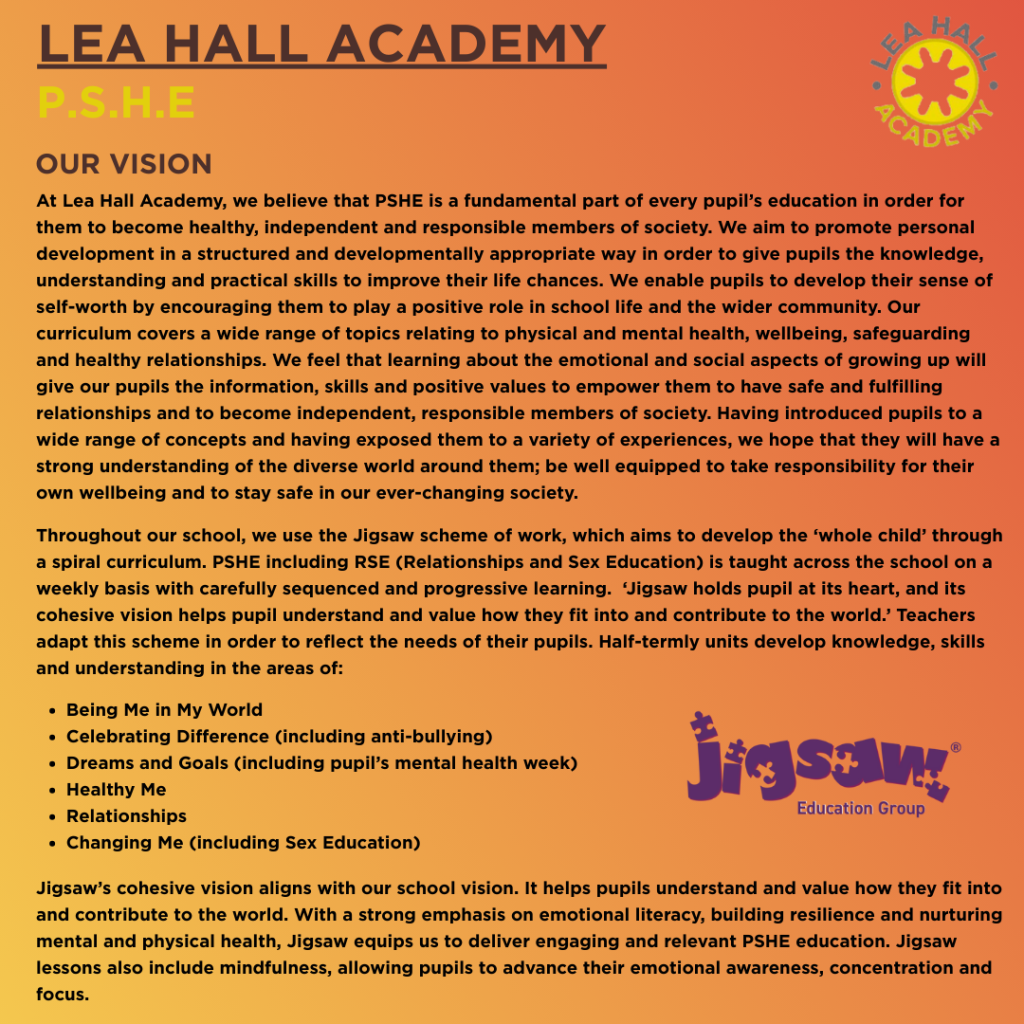 LEA HALL ACADEMY
P.S.H.E
LEA HALL
ACADEMY
OUR VISION
At Lea Hall Academy, we believe that PSHE is a fundamental part of every pupil’s education in order for
them to become healthy, independent and responsible members of society. We aim to promote personal
development in a structured and developmentally appropriate way in order to give pupils the knowledge,
understanding and practical skills to improve their life chances. We enable pupils to develop their sense of
self-worth by encouraging them to play a positive role in school life and the wider community. Our
curriculum covers a wide range of topics relating to physical and mental health, wellbeing, safeguarding
and healthy relationships. We feel that learning about the emotional and social aspects of growing up will
give our pupils the information, skills and positive values to empower them to have safe and fulfilling
relationships and to become independent, responsible members of society. Having introduced pupils to a
wide range of concepts and having exposed them to a variety of experiences, we hope that they will have a
strong understanding of the diverse world around them; be well equipped to take responsibility for their
own wellbeing and to stay safe in our ever-changing society.
Throughout our school, we use the Jigsaw scheme of work, which aims to develop the ‘whole child’ through
a spiral curriculum. PSHE including RSE (Relationships and Sex Education) is taught across the school on a
weekly basis with carefully sequenced and progressive learning.  ‘Jigsaw holds pupil at its heart, and its
cohesive vision helps pupil understand and value how they fit into and contribute to the world.’ Teachers
adapt this scheme in order to reflect the needs of their pupils. Half-termly units develop knowledge, skills
and understanding in the areas of:
• Being Me in My World
• Celebrating Difference (including anti-bullying)
• Dreams and Goals (including pupil’s mental health week)
• Healthy Me
• Relationships
• Changing Me (including Sex Education)
jigsaw®
Education Group
Jigsaw’s cohesive vision aligns with our school vision. It helps pupils understand and value how they fit into
and contribute to the world. With a strong emphasis on emotional literacy, building resilience and nurturing
mental and physical health, Jigsaw equips us to deliver engaging and relevant PSHE education. Jigsaw
lessons also include mindfulness, allowing pupils to advance their emotional awareness, concentration and
focus.